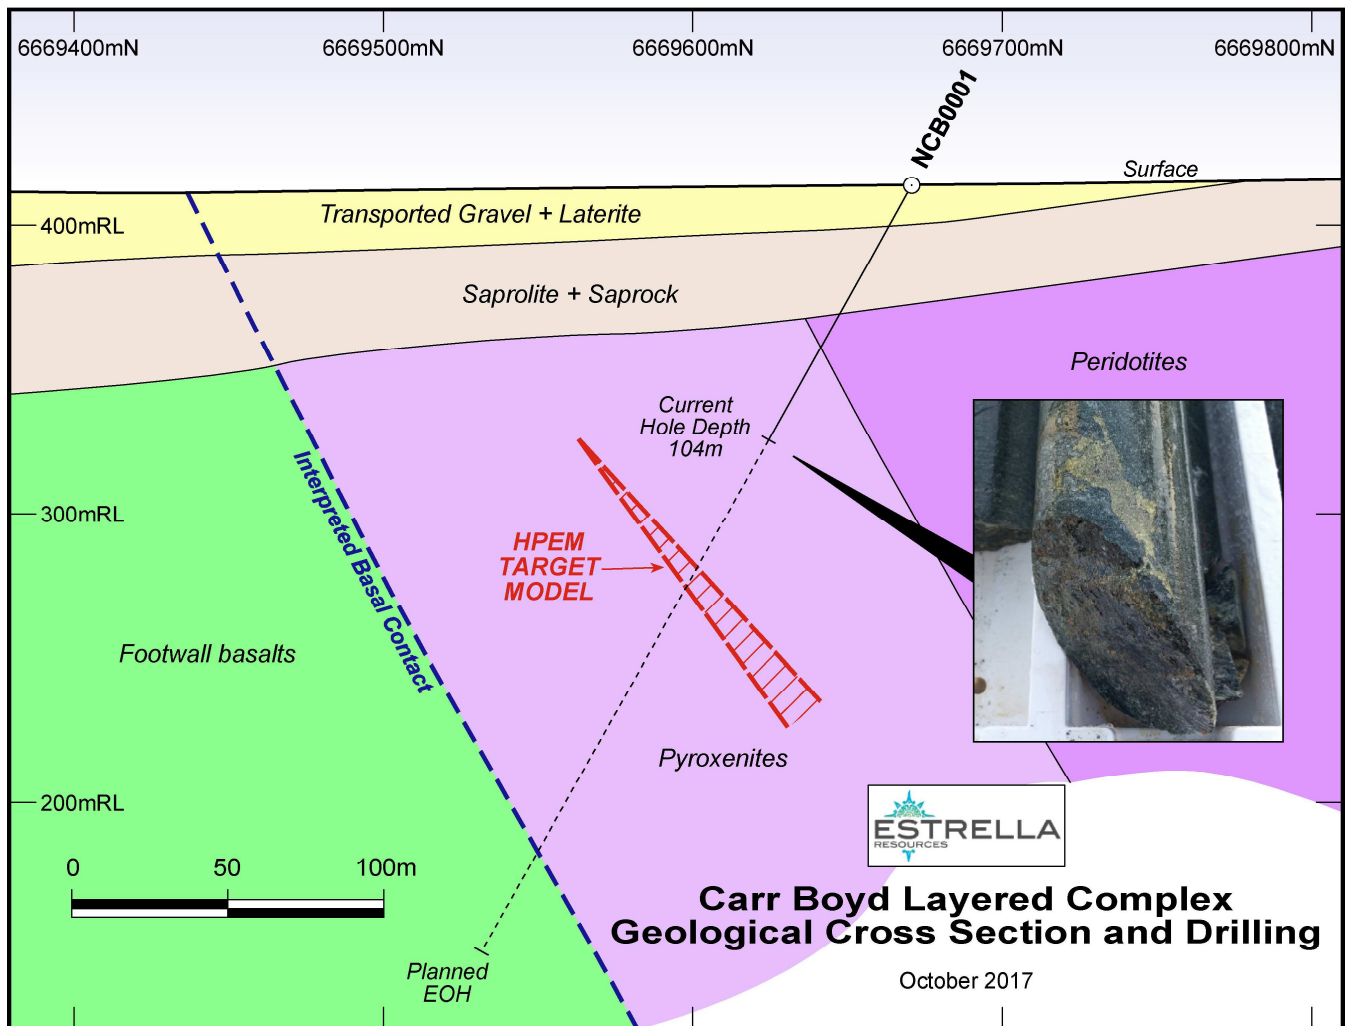 6669400mN
6669500mN
6669600mN
6669700mN
6669800mN
NCB0001
Surface
Transported Gravel + Laterite
400mRL
Saprolite + Saprock
Peridotites
Current
Hole Depth
104m
Interpreted Basal Contact
300mRL
HPEM
TARGET
MODEL
Footwall basalts
Pyroxenites
200mRL
ESTRELLA
RESOURCES
0
50
100m
Carr Boyd Layered Complex
Geological Cross Section and Drilling
Planned
EOH
October 2017